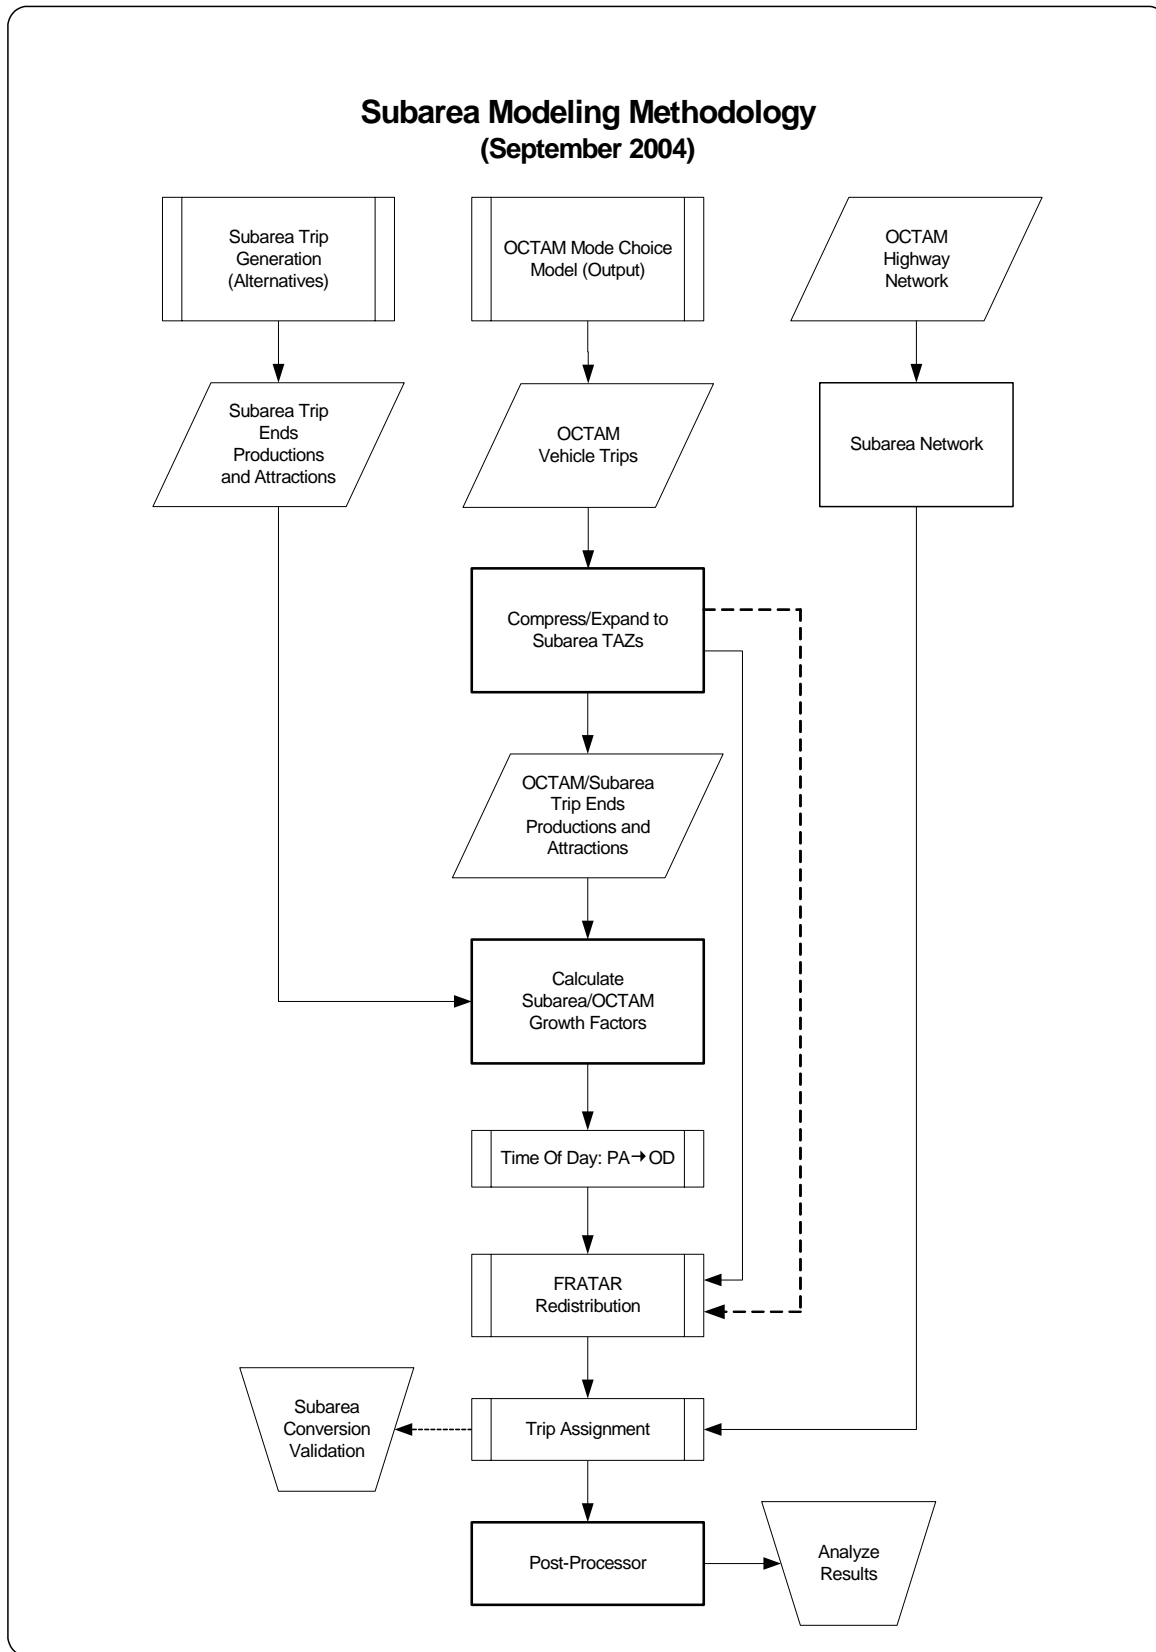 Subarea Modeling Methodology
(September 2004)
Subarea Trip
Generation
(Alternatives)
OCTAM Mode Choice
Model (Output)
OCTAM
Highway
Network
Subarea Trip
Ends
Productions
and Attractions
OCTAM
Vehicle Trips
Subarea Network
Compress/Expand to
Subarea TAZs
OCTAM/Subarea
Trip Ends
Productions and
Attractions
Calculate
Subarea/OCTAM
Growth Factors
Time Of Day: PA→OD
FRATAR
Redistribution
Subarea
Conversion
Validation
Trip Assignment
Post-Processor
Analyze
Results